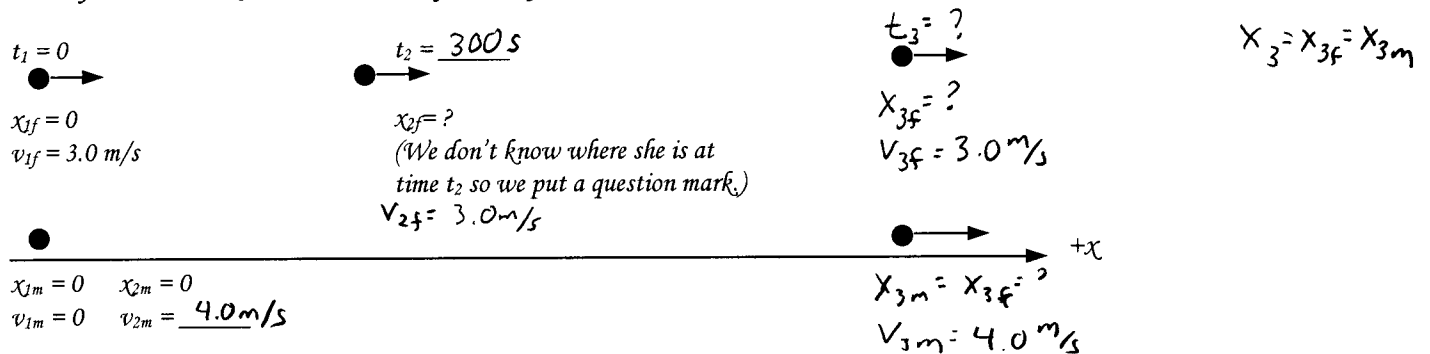 t₁ = 0
t₂ = 300 s
t₃ = ?
X₃ = X₃f = X₃m
x₁f = 0
v₁f = 3.0 m/s
x₂f = ?
(We don't know where she is at
time t₂ so we put a question mark.)
V₂f = 3.0 m/s
X₃f = ?
V₃f = 3.0 m/s
+x
x₁m = 0 x₂m = 0
v₁m = 0 v₂m = 4.0 m/s
X₃m = X₃f = ?
V₃m = 4.0 m/s